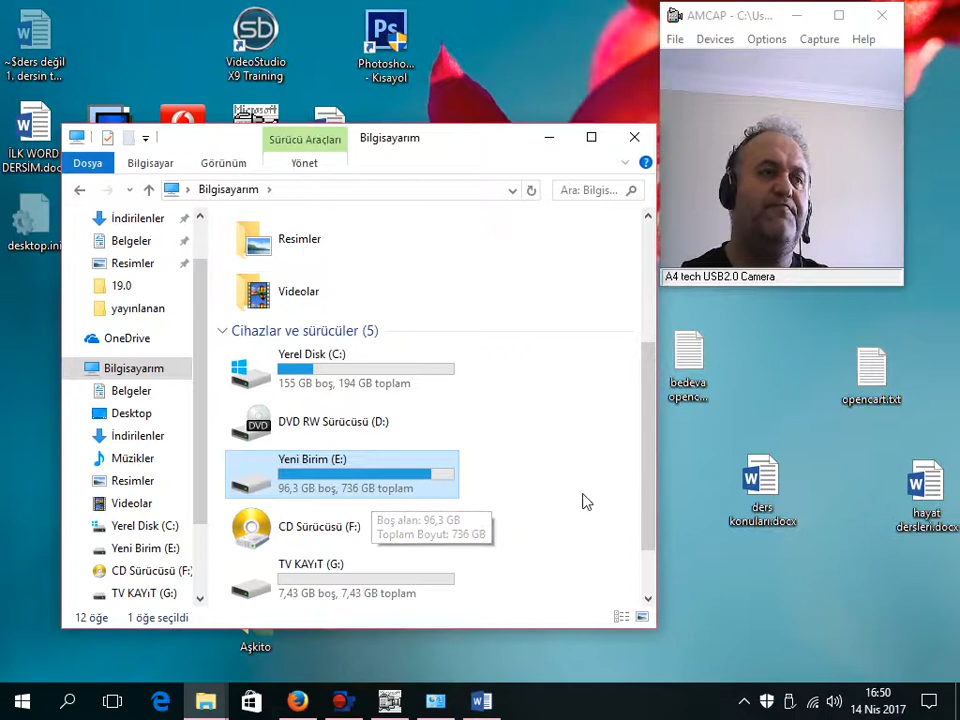 ~$ders değil
1. dersin t...
VideoStudio
X9 Training
Photosho...
- Kısayol
AMCAP - C:\Us...
File Devices Options Capture Help
A4 tech USB2.0 Camera
Microsoft
İLK WORD
DERSİM.doc
desktop.ini
Sürücü Araçları
Bilgisayarım
Dosya
Bilgisayar
Görünüm
Yönet
Bilgisayarım
Ara: Bilgis...
İndirilenler
Belgeler
Resimler
19.0
yayınlanan
OneDrive
Bilgisayarım
Belgeler
Desktop
İndirilenler
Müzikler
Resimler
Videolar
Yerel Disk (C:)
Yeni Birim (E:)
CD Sürücüsü (F:)
TV KAYıT (G:)
Resimler
Videolar
Cihazlar ve sürücüler (5)
Yerel Disk (C:)
155 GB boş, 194 GB toplam
DVD
DVD RW Sürücüsü (D:)
Yeni Birim (E:)
96,3 GB boş, 736 GB toplam
CD Sürücüsü (F:)
Boş alan: 96,3 GB
Toplam Boyut: 736 GB
TV KAYıT (G:)
7,43 GB boş, 7,43 GB toplam
12 öğe
1 öğe seçildi
bedeva
openc...
opencart.txt
ders
konuları.docx
hayat
dersleri.docx
Aşkito
16:50
14 Nis 2017